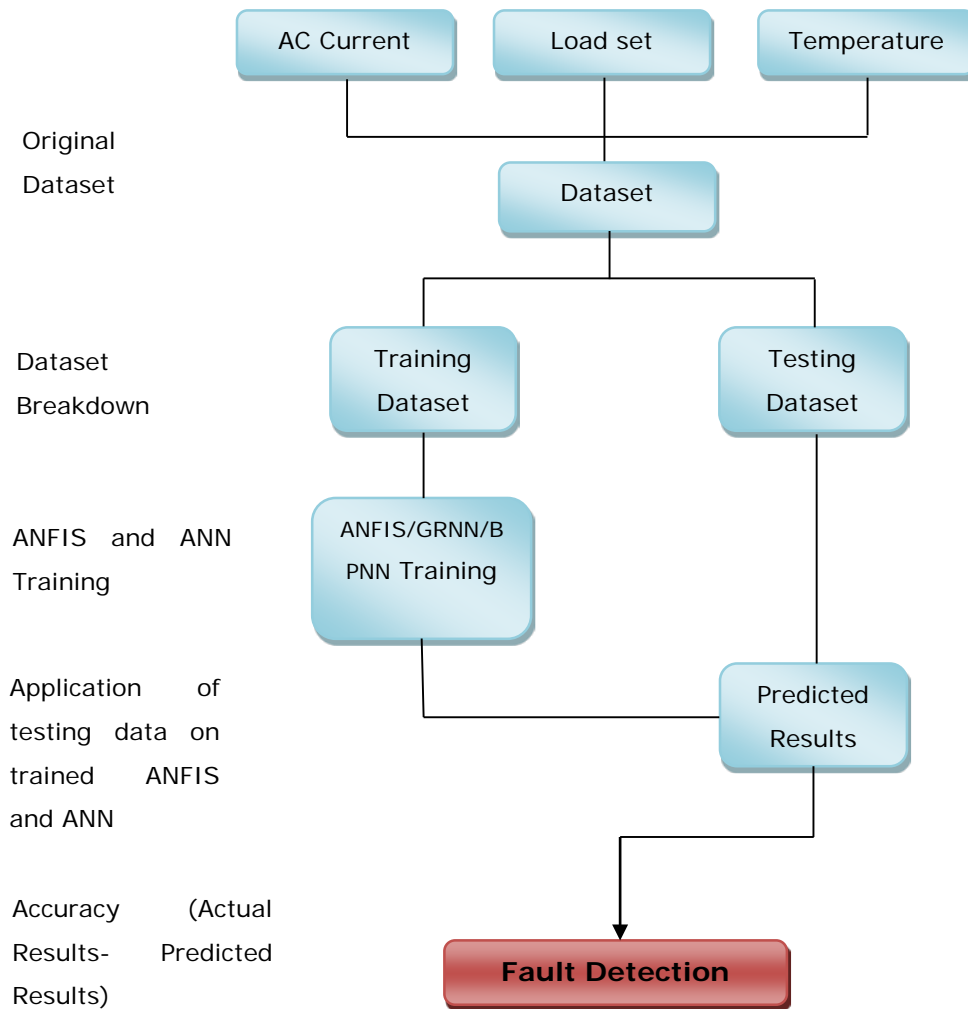 AC Current
Load set
Temperature
Original
Dataset
Dataset
Dataset
Breakdown
Training
Dataset
Testing
Dataset
ANFIS and ANN
Training
ANFIS/GRNN/B
PNN Training
Application of
testing data on
trained ANFIS
and ANN
Predicted
Results
Accuracy (Actual
Results- Predicted
Results)
Fault Detection